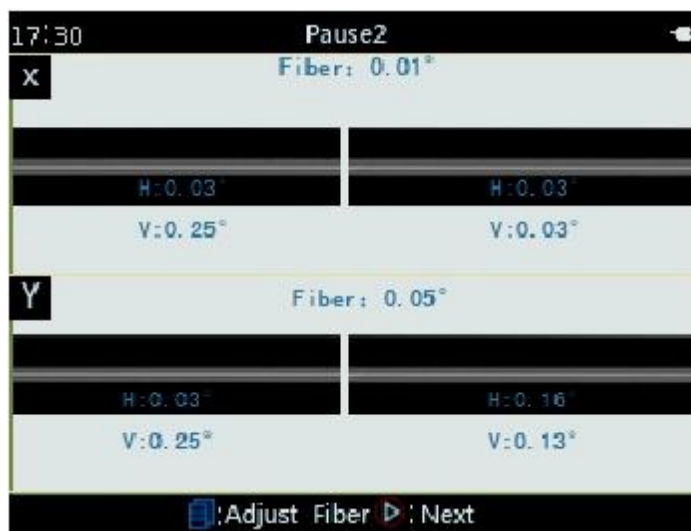 17:30 Pause2
X Fiber: 0.01°
H:0.03° H:0.03°
V:0.25° V:0.03°
Y Fiber: 0.05°
H:0.03° H:0.16°
V:0.25° V:0.13°
:Adjust Fiber :Next